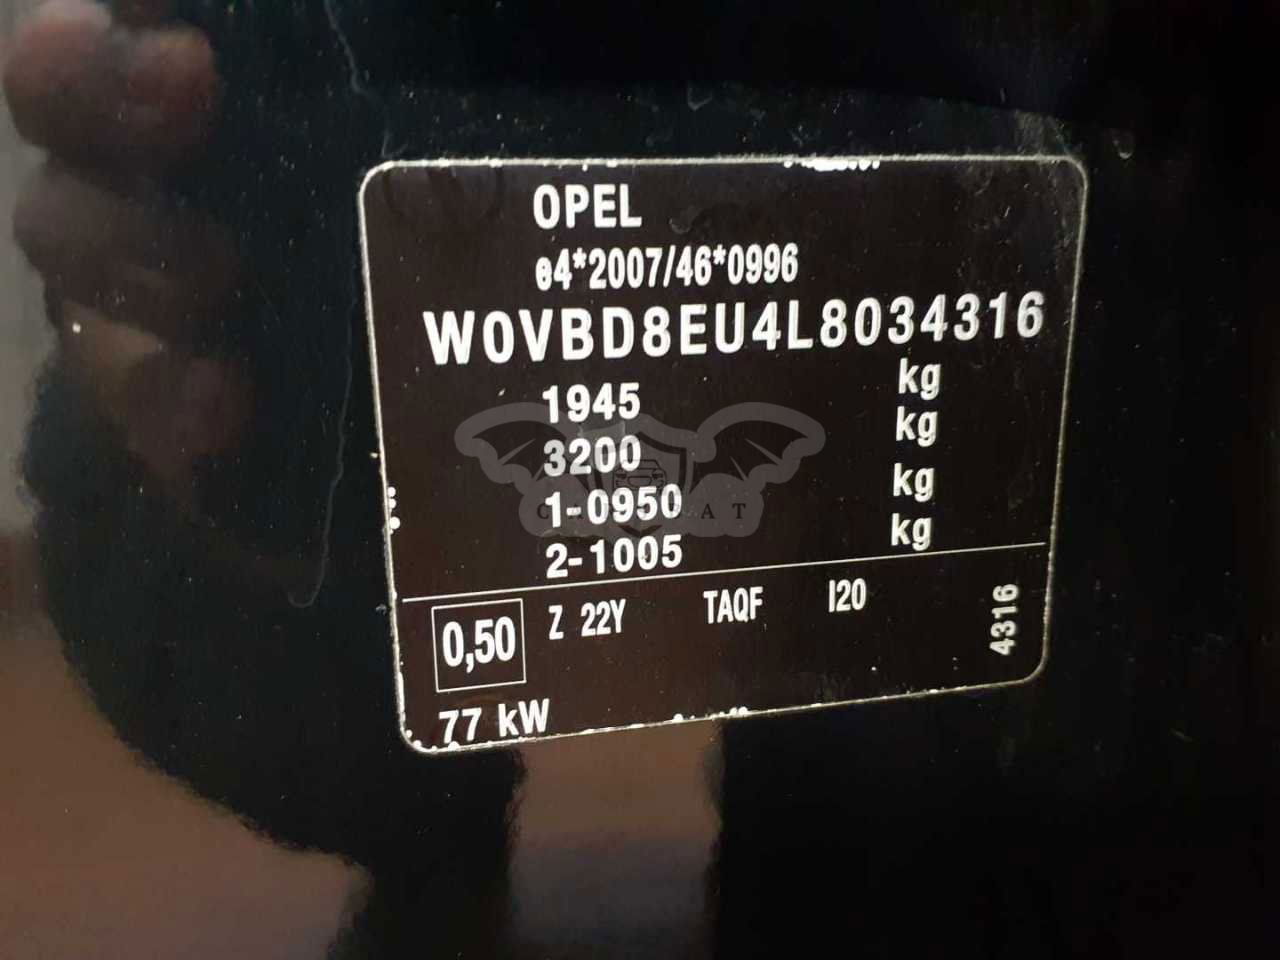 OPEL
e4*2007/46*0996
W0VBD8EU4L8034316
1945 kg
3200 kg
1-0950 kg
2-1005 kg
0,50 Z 22Y TAQF I20 4316
77 kW